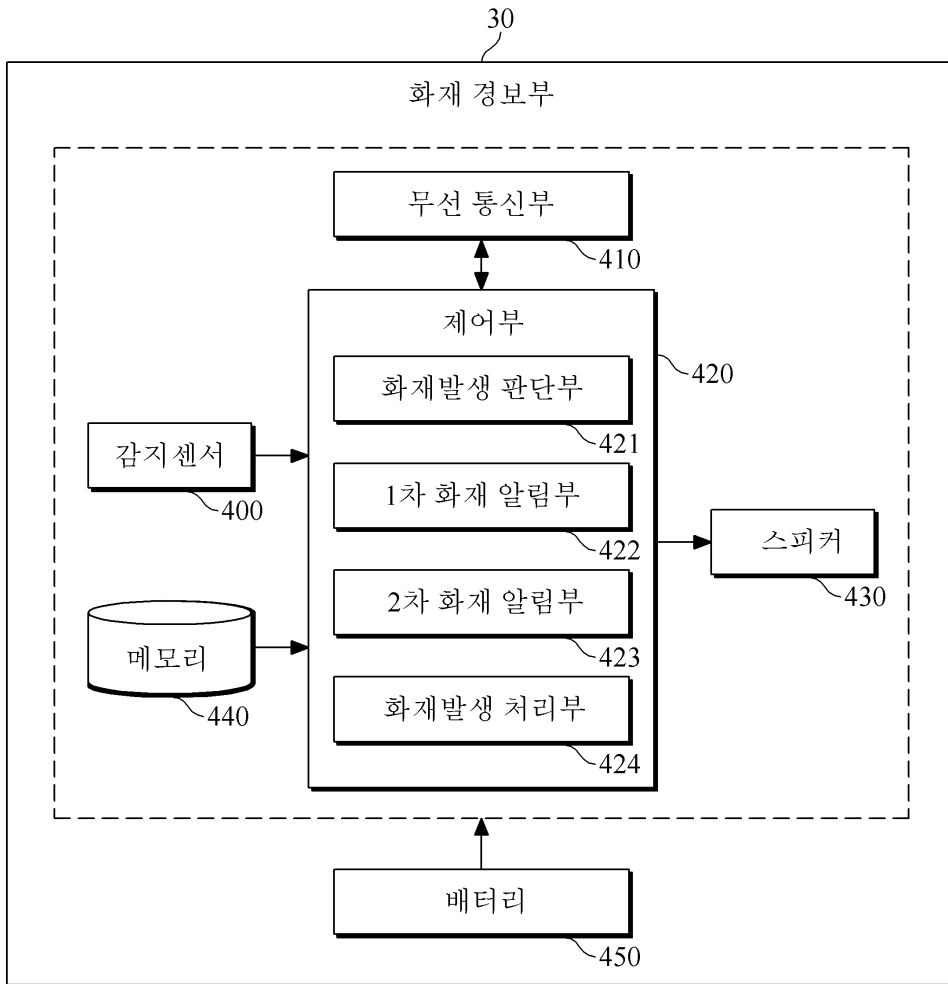 30
화재 경보부
무선 통신부
410
제어부
420
화재발생 판단부
421
감지센서
400
1차 화재 알림부
422
스피커
430
2차 화재 알림부
423
메모리
440
화재발생 처리부
424
배터리
450